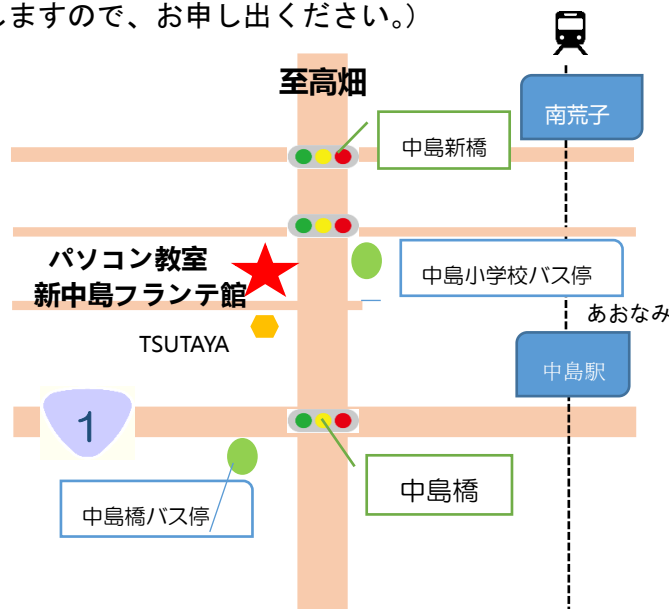 しますので、お申し出ください。）
至高畑
南荒子
中島新橋
パソコン教室
新中島フランテ館
中島小学校バス停
あおなみ
TSUTAYA
中島駅
1
中島橋
中島橋バス停